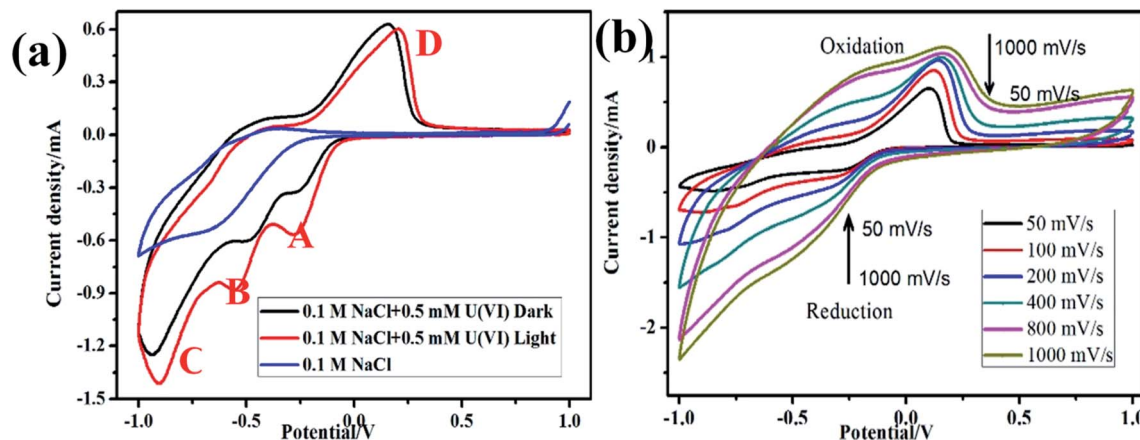 (a)
Current density/mA
0.6
0.3
0.0
-0.3
-0.6
-0.9
-1.2
-1.5
D
A
B
C
0.1 M NaCl+0.5 mM U(VI) Dark
0.1 M NaCl+0.5 mM U(VI) Light
0.1 M NaCl
-1.0 -0.5 0.0 0.5 1.0
Potential/V
(b)
Current density/mA
1
0
-1
-2
Oxidation
1000 mV/s
50 mV/s
50 mV/s
1000 mV/s
Reduction
50 mV/s
100 mV/s
200 mV/s
400 mV/s
800 mV/s
1000 mV/s
-1.0 -0.5 0.0 0.5 1.0
Potential/V